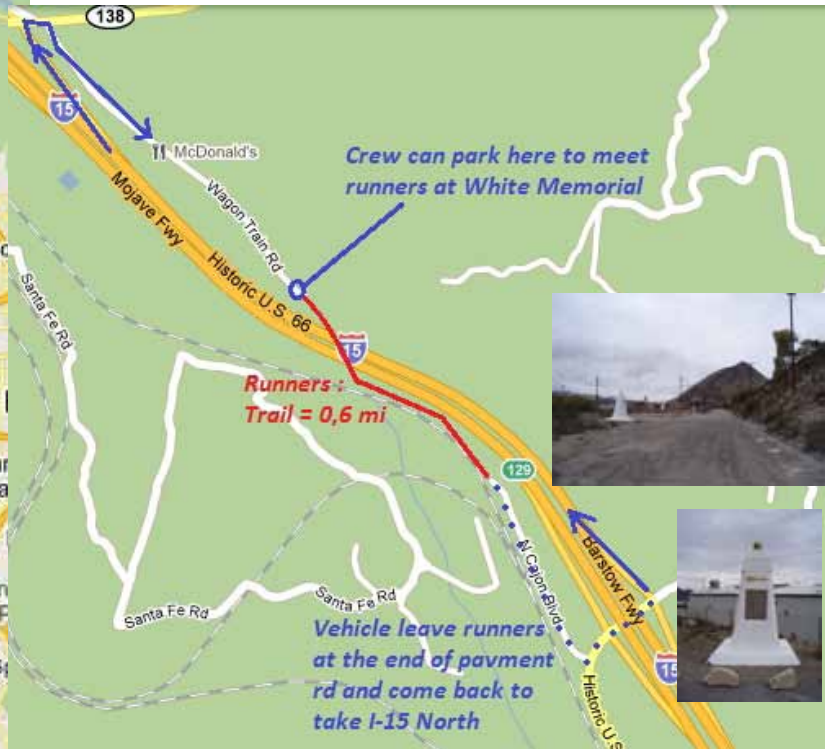 138
15
McDonald's
Crew can park here to meet
runners at White Memorial
Wagon Train Rd
Mojave Fwy
Historic U.S. 66
Santa Fe Rd
15
Runners :
Trail = 0,6 mi
129
N Cajon Blvd
Barstow Fwy
Santa Fe Rd
Santa Fe Rd
Vehicle leave runners
at the end of pavment
rd and come back to
take I-15 North
15
Historic U.S